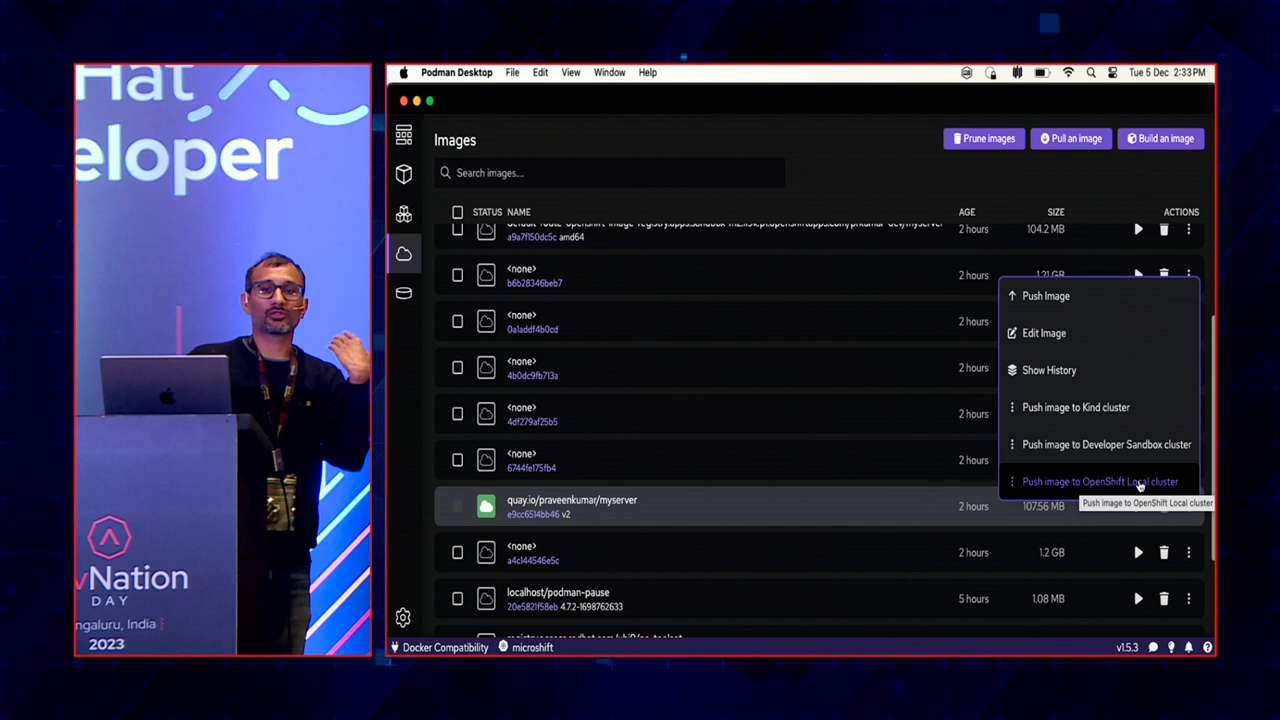 Hat
eloper
vNation
DAY
ngaluru, India
2023
Podman Desktop File Edit View Window Help
Tue 5 Dec 2:33 PM
Images
Prune images
Pull an image
Build an image
Search images....
STATUS NAME AGE SIZE ACTIONS
a9a7f150dc5c amd64
2 hours 104.2 MB
<none>
b6b28346beb7
2 hours 1.21 GB
<none>
0a1addf4b0cd
2 hours
<none>
4b0dc9fb713a
2 hours
<none>
4df279af25b5
2 hours
<none>
6744fe175fb4
2 hours
quay.io/praveenkumar/myserver
e9cc6514bb46 v2
2 hours 107.56 MB
<none>
a4c144546e5c
2 hours 1.2 GB
localhost/podman-pause
20e5821f58eb 4.7.2-1698762633
5 hours 1.08 MB
Push Image
Edit Image
Show History
Push image to Kind cluster
Push image to Developer Sandbox cluster
Push image to OpenShift Local cluster
Push image to OpenShift Local cluster
Docker Compatibility microshift
v1.5.3